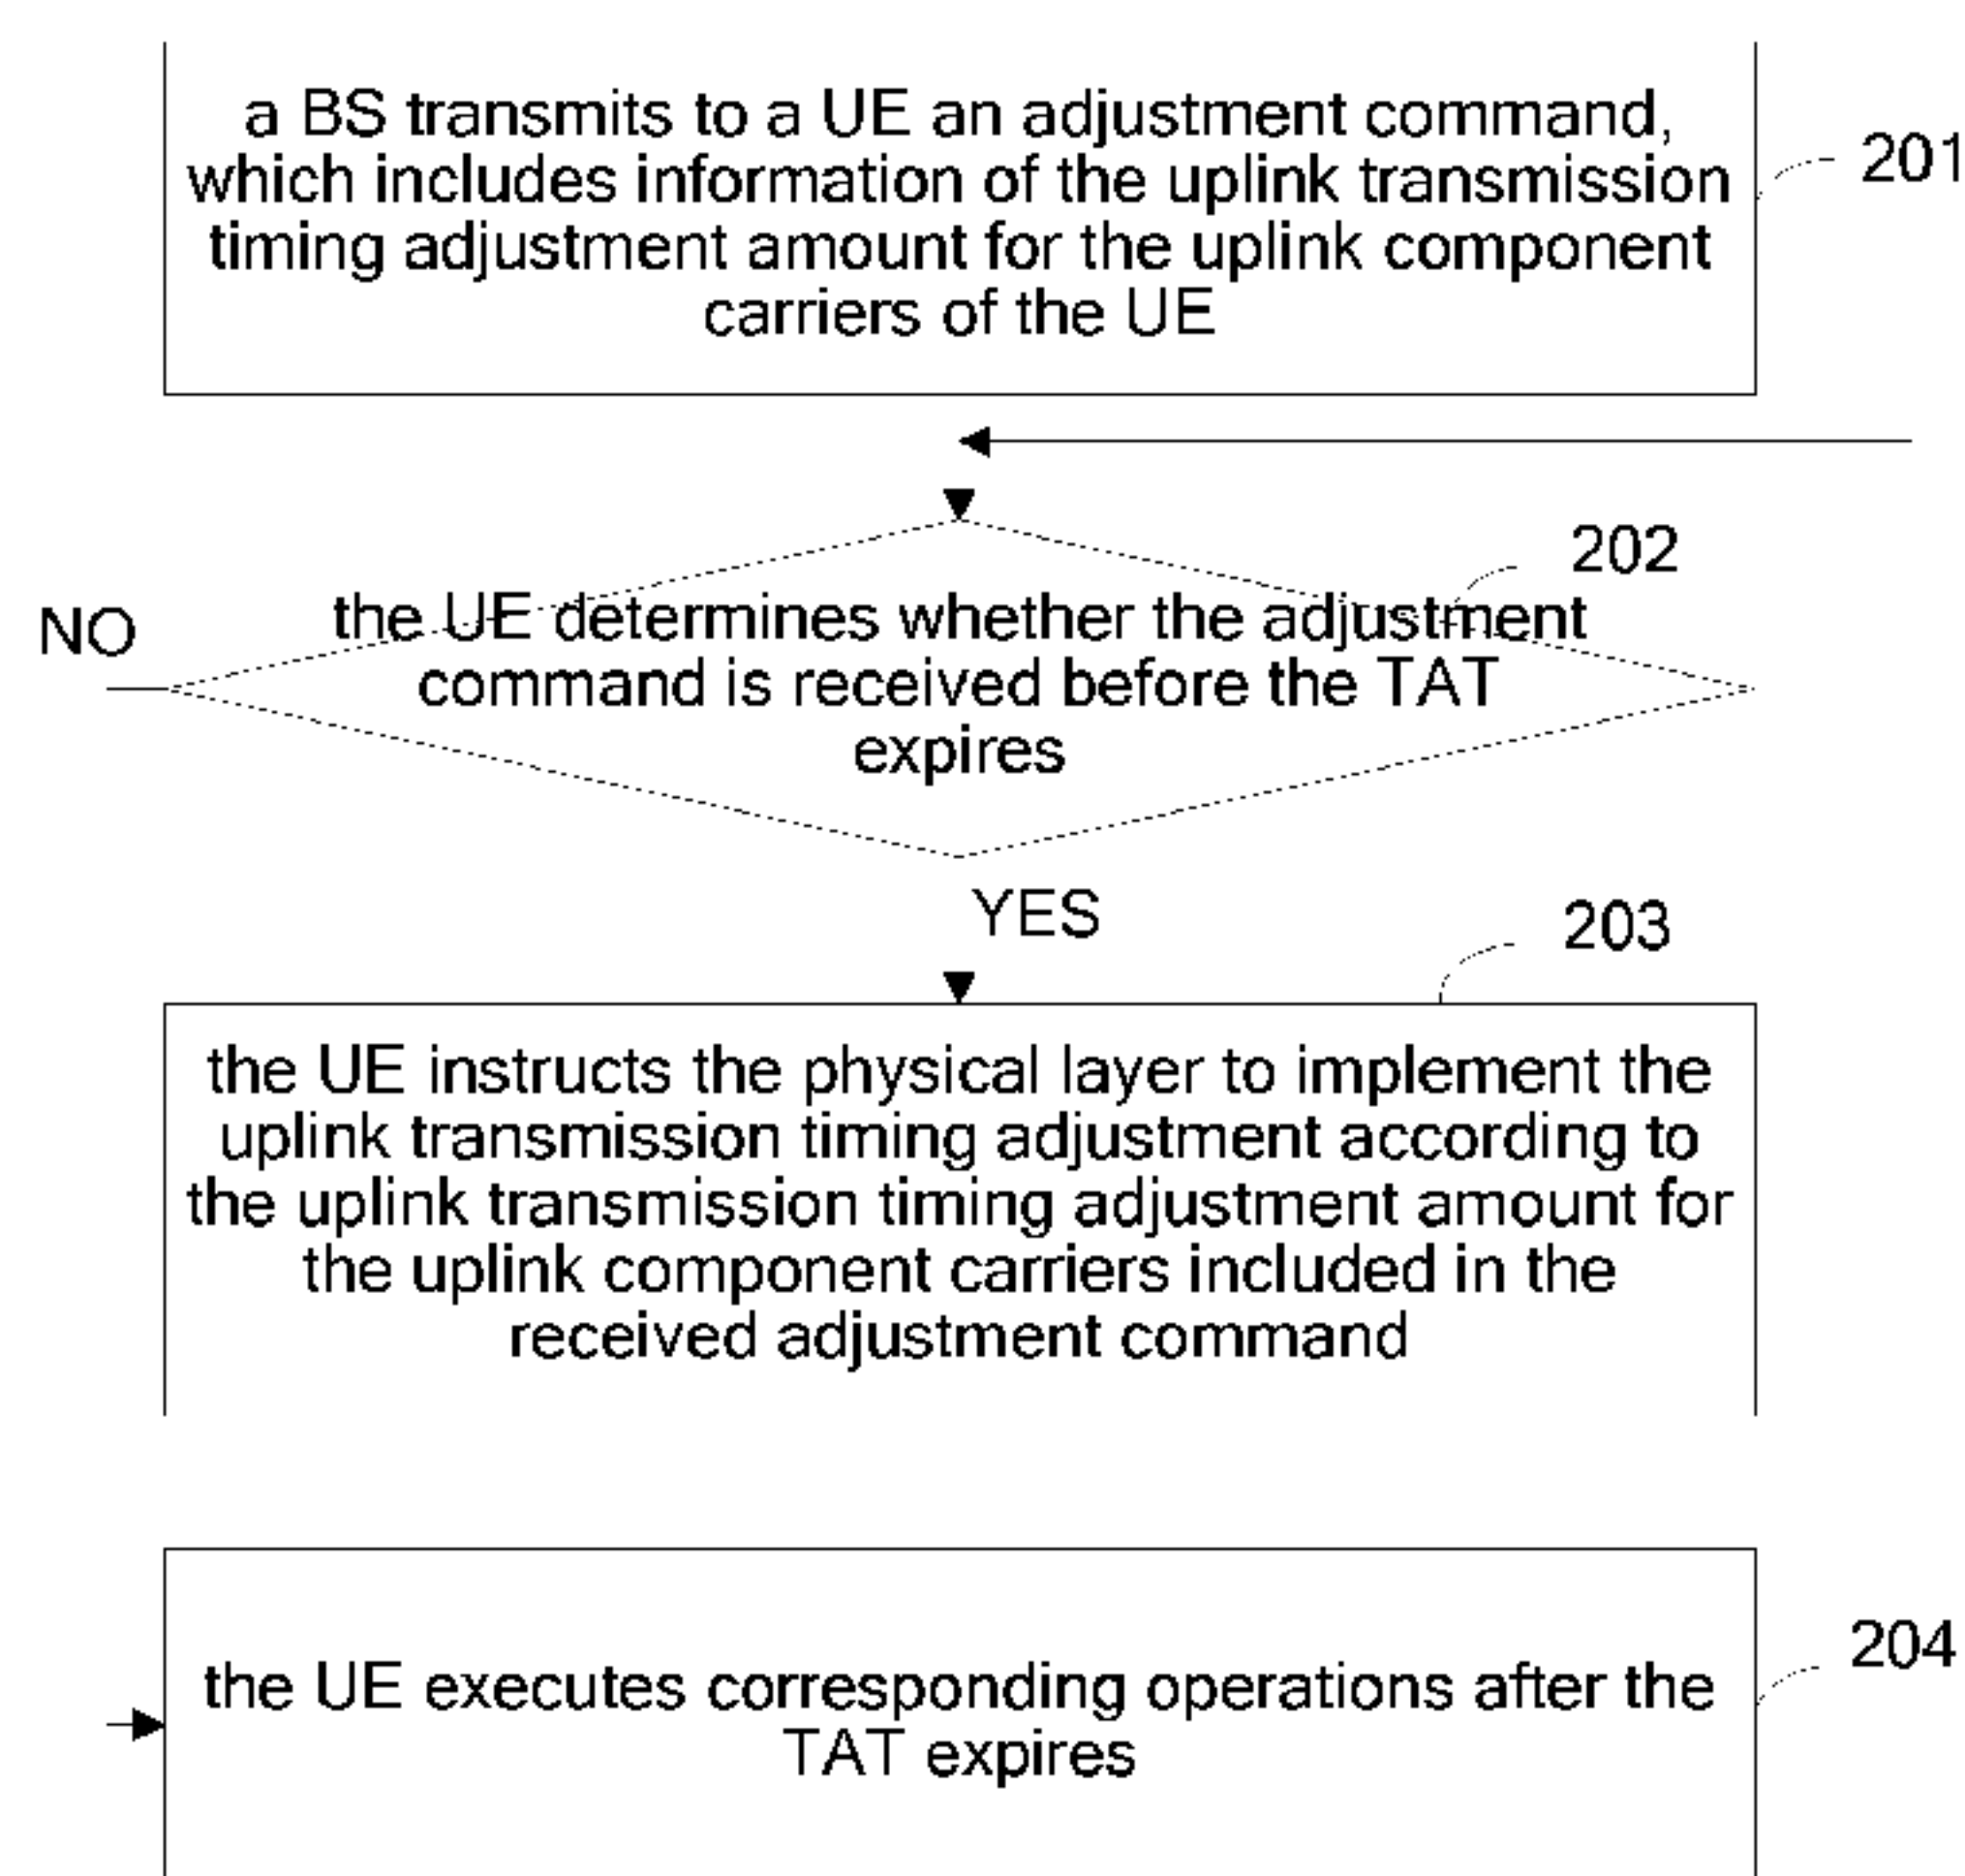 a BS transmits to a UE an adjustment command,
which includes information of the uplink transmission
timing adjustment amount for the uplink component
carriers of the UE
201
202
NO
the UE determines whether the adjustment
command is received before the TAT
expires
YES
203
the UE instructs the physical layer to implement the
uplink transmission timing adjustment according to
the uplink transmission timing adjustment amount for
the uplink component carriers included in the
received adjustment command
204
the UE executes corresponding operations after the
TAT expires